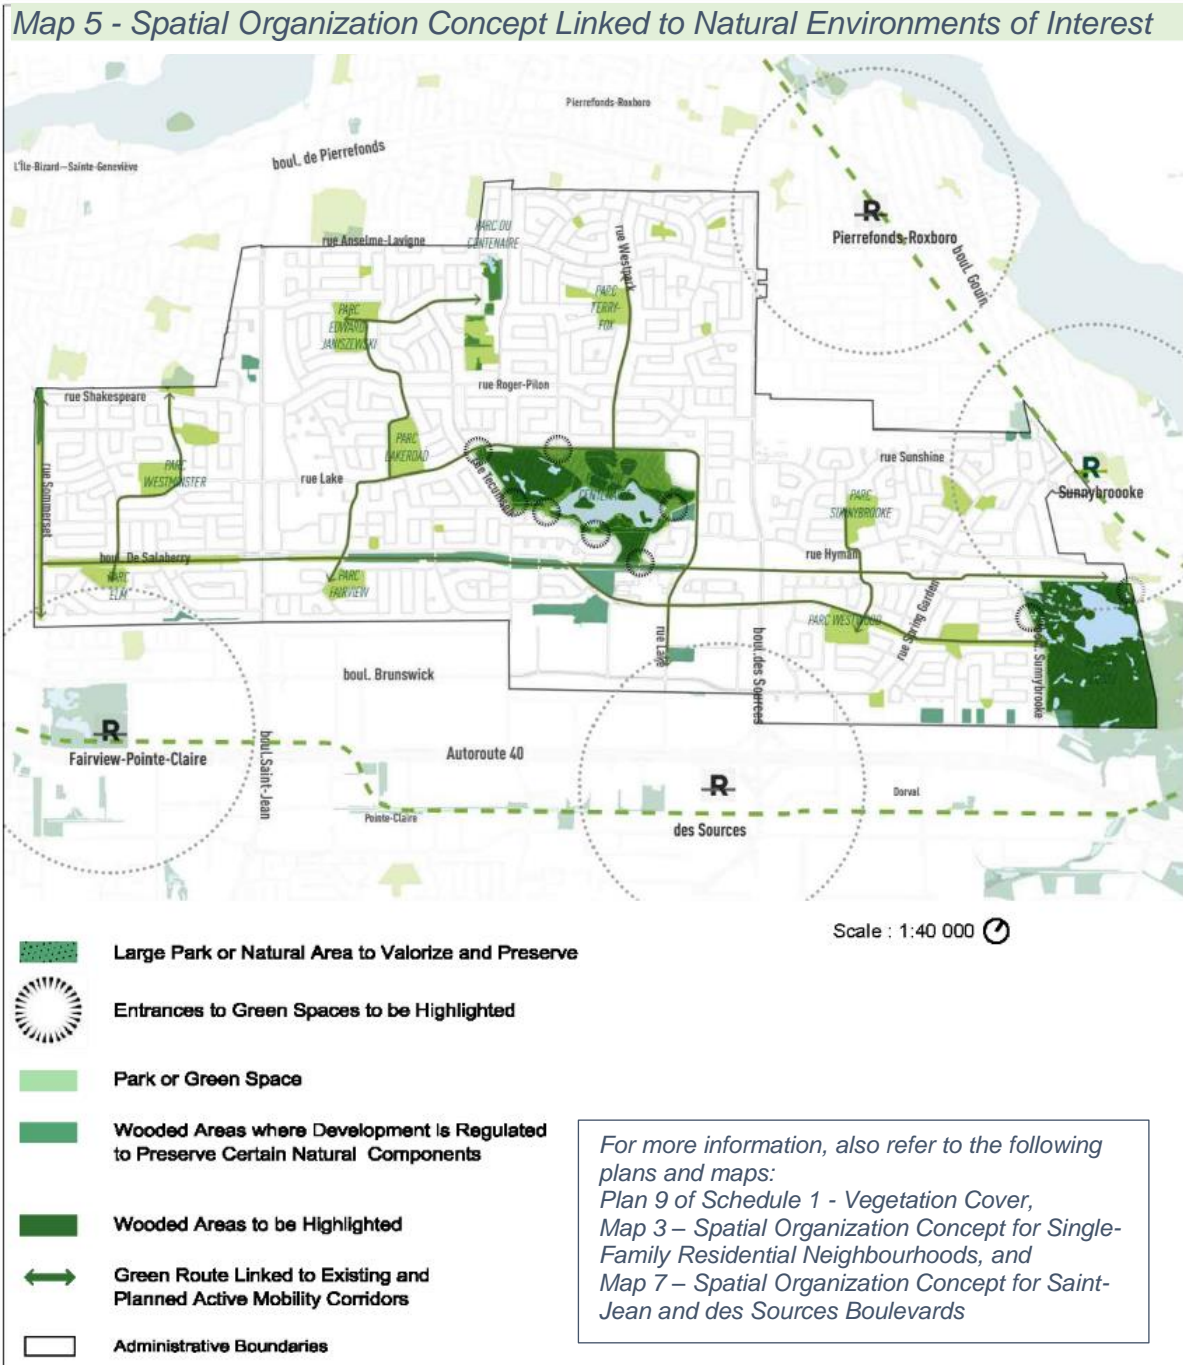 Map 5 - Spatial Organization Concept Linked to Natural Environments of Interest
Pierrefonds-Roxboro
L'Île-Bizard—Sainte-Geneviève
boul. de Pierrefonds
R
Pierrefonds-Roxboro
boul. Gouin
PARC DU
CENTENAIRE
rue Anselme-Lavigne
rue Westpark
PARC
TERRY-
FOX
PARC
EDWARD-
JANISZEWSKI
rue Roger-Pilon
rue Shakespeare
PARC
LAKEROAD
rue Sunshine
R
Sunnybroooke
PARC
WESTMINSTER
rue Lake
rue Tecumseh
PARC
SUNNYBROOKE
rue Sommerset
boul. De Salaberry
rue Hyman
PARC
ELM
PARC
FAIRVIEW
PARC WESTWOOD
rue Spring Garden
rue Lake
boul. des Sources
Sunnybrooke
boul. Brunswick
R
Fairview-Pointe-Claire
boul. Saint-Jean
Autoroute 40
R
des Sources
Dorval
Pointe-Claire
Scale : 1:40 000
Large Park or Natural Area to Valorize and Preserve
Entrances to Green Spaces to be Highlighted
Park or Green Space
Wooded Areas where Development Is Regulated
to Preserve Certain Natural Components
Wooded Areas to be Highlighted
Green Route Linked to Existing and
Planned Active Mobility Corridors
Administrative Boundaries
For more information, also refer to the following
plans and maps:
Plan 9 of Schedule 1 - Vegetation Cover,
Map 3 – Spatial Organization Concept for Single-
Family Residential Neighbourhoods, and
Map 7 – Spatial Organization Concept for Saint-
Jean and des Sources Boulevards